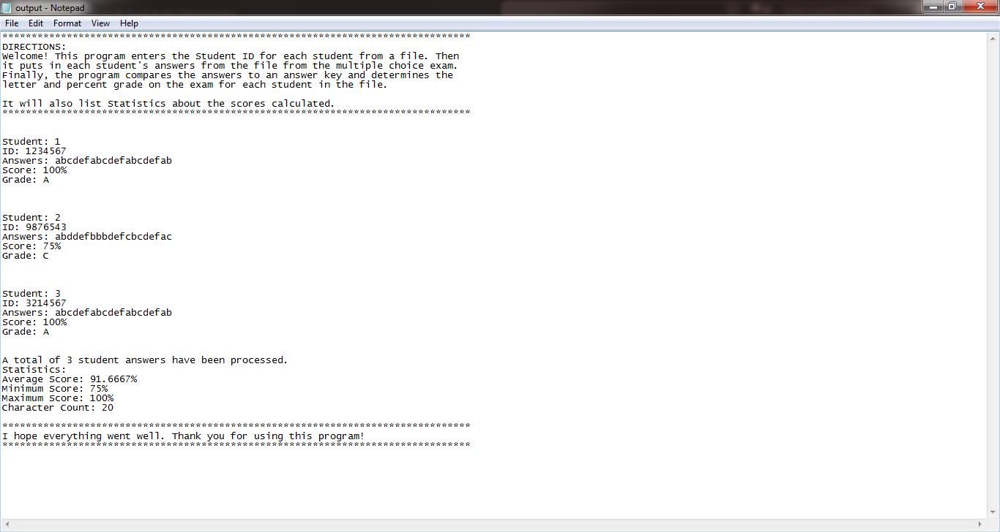 output - Notepad
File Edit Format View Help
********************************************************************************
DIRECTIONS:
Welcome! This program enters the Student ID for each student from a file. Then
it puts in each student's answers from the file from the multiple choice exam.
Finally, the program compares the answers to an answer key and determines the
letter and percent grade on the exam for each student in the file.
It will also list Statistics about the scores calculated.
********************************************************************************
Student: 1
ID: 1234567
Answers: abcdefabcdefabcdefab
Score: 100%
Grade: A
Student: 2
ID: 9876543
Answers: abddefbbbdefcbcdefac
Score: 75%
Grade: C
Student: 3
ID: 3214567
Answers: abcdefabcdefabcdefab
Score: 100%
Grade: A
A total of 3 student answers have been processed.
Statistics:
Average Score: 91.6667%
Minimum Score: 75%
Maximum Score: 100%
Character Count: 20
********************************************************************************
I hope everything went well. Thank you for using this program!
********************************************************************************